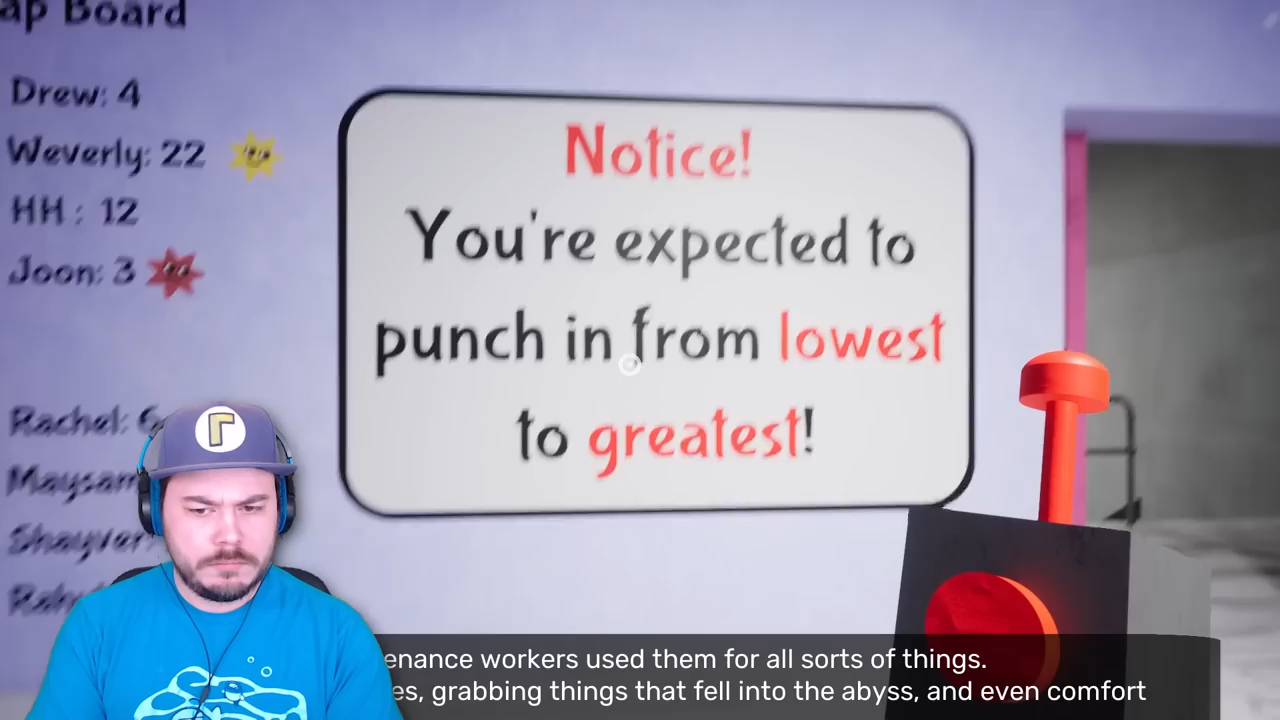 ap Board
Drew: 4
Weverly: 22
HH : 12
Joon: 3
Rachel: 6
Maysam
Shayver:
Notice!
You're expected to
punch in from lowest
to greatest!
enance workers used them for all sorts of things.
es, grabbing things that fell into the abyss, and even comfort